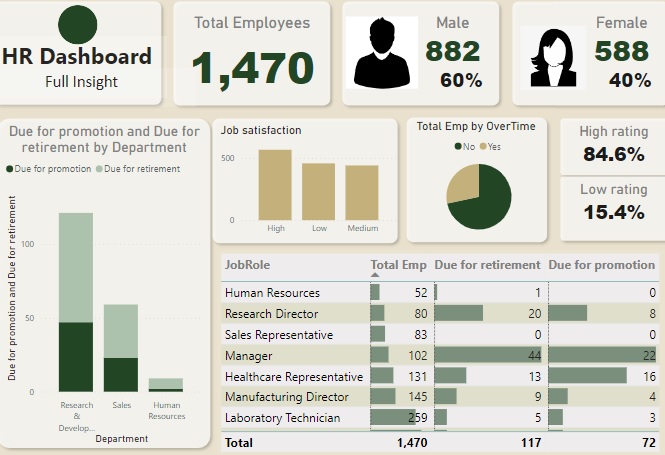 HR Dashboard
Full Insight
Total Employees
1,470
Male
882
60%
Female
588
40%
Due for promotion and Due for
retirement by Department
Due for promotion Due for retirement
Due for promotion and Due for retirement
100
50
0
Research
&
Develop...
Sales
Human
Resources
Department
Job satisfaction
500
0
High Low Medium
Total Emp by OverTime
No Yes
High rating
84.6%
Low rating
15.4%
JobRole Total Emp Due for retirement Due for promotion
Human Resources 52 1 0
Research Director 80 20 8
Sales Representative 83 0 0
Manager 102 44 22
Healthcare Representative 131 13 16
Manufacturing Director 145 9 4
Laboratory Technician 259 5 3
Total 1,470 117 72